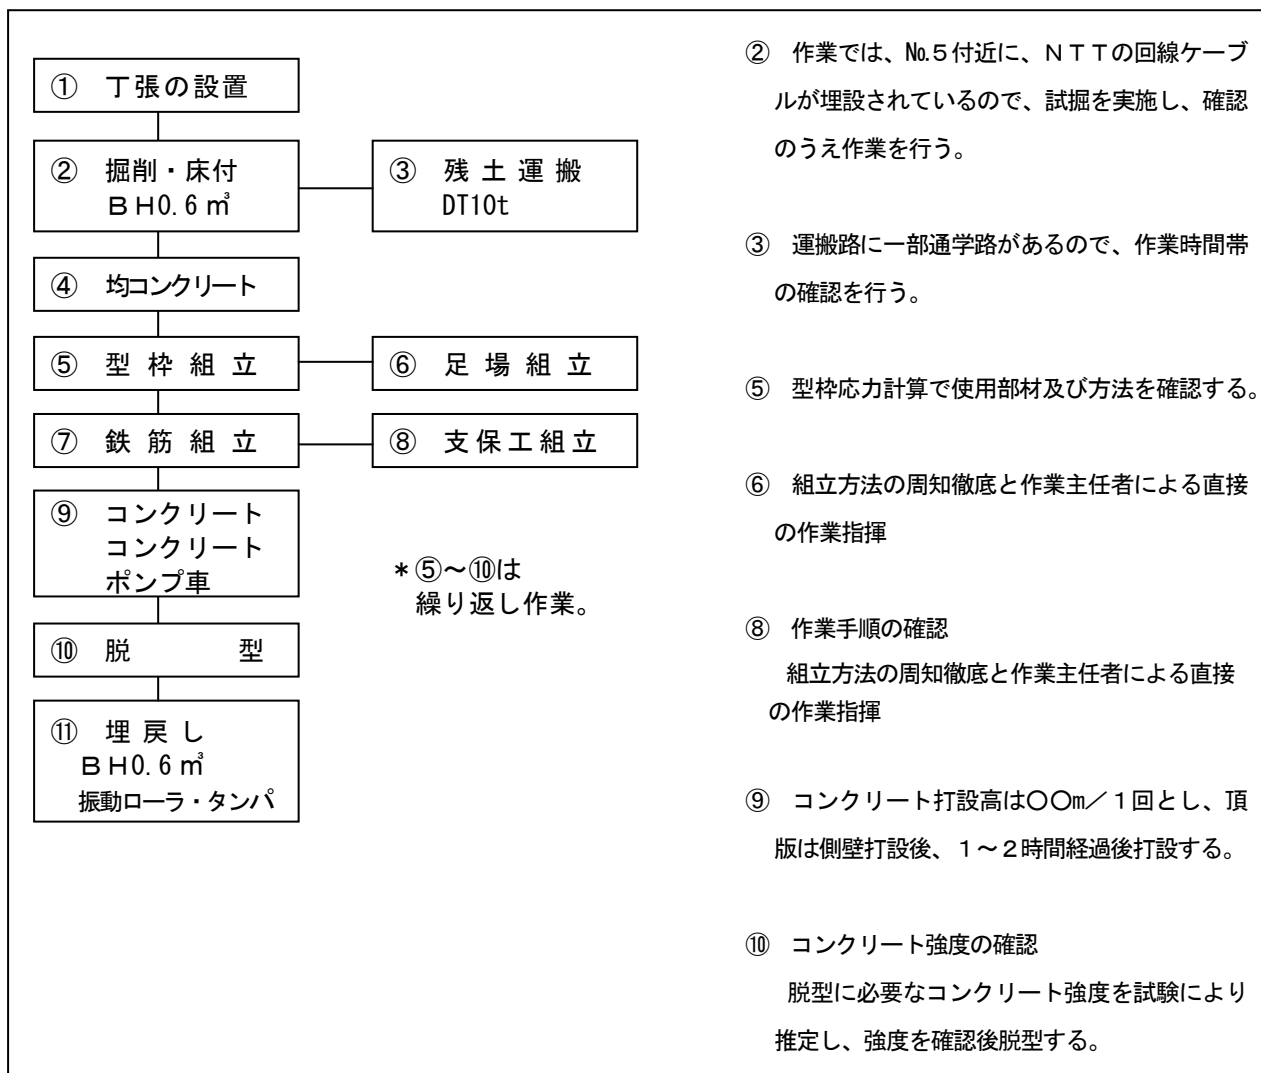 ① 丁張の設置
② 掘削・床付
ＢＨ0.6㎥
③ 残土運搬
DT10t
④ 均コンクリート
⑤ 型枠組立
⑥ 足場組立
⑦ 鉄筋組立
⑧ 支保工組立
⑨ コンクリート
コンクリート
ポンプ車
＊⑤～⑩は
繰り返し作業。
⑩ 脱　　型
⑪ 埋戻し
ＢＨ0.6㎥
振動ローラ・タンパ
② 作業では、№５付近に、ＮＴＴの回線ケーブ
ルが埋設されているので、試掘を実施し、確認
のうえ作業を行う。
③ 運搬路に一部通学路があるので、作業時間帯
の確認を行う。
⑤ 型枠応力計算で使用部材及び方法を確認する。
⑥ 組立方法の周知徹底と作業主任者による直接
の作業指揮
⑧ 作業手順の確認
組立方法の周知徹底と作業主任者による直接
の作業指揮
⑨ コンクリート打設高は〇〇m／１回とし、頂
版は側壁打設後、１～２時間経過後打設する。
⑩ コンクリート強度の確認
脱型に必要なコンクリート強度を試験により
推定し、強度を確認後脱型する。